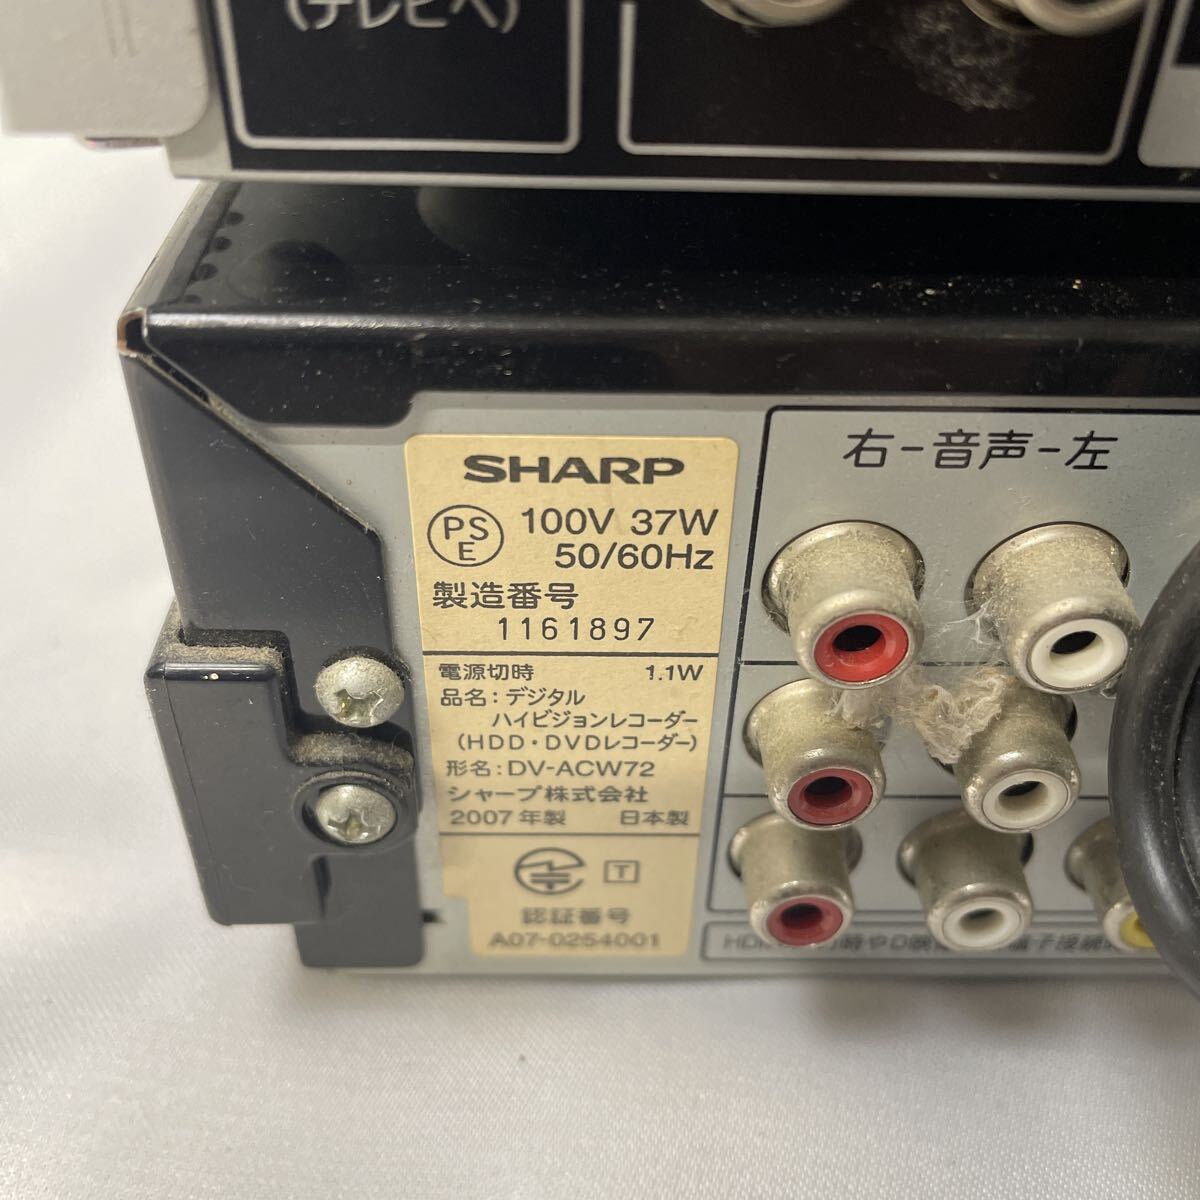 (テレビへ)
右-音声-左
SHARP
PS
E
100V 37W
50/60Hz
製造番号
1161897
電源切時 1.1W
品名:デジタル
ハイビジョンレコーダー
(HDD・DVDレコーダー)
形名:DV-ACW72
シャープ株式会社
2007年製 日本製
T
認証番号
A07-0254001